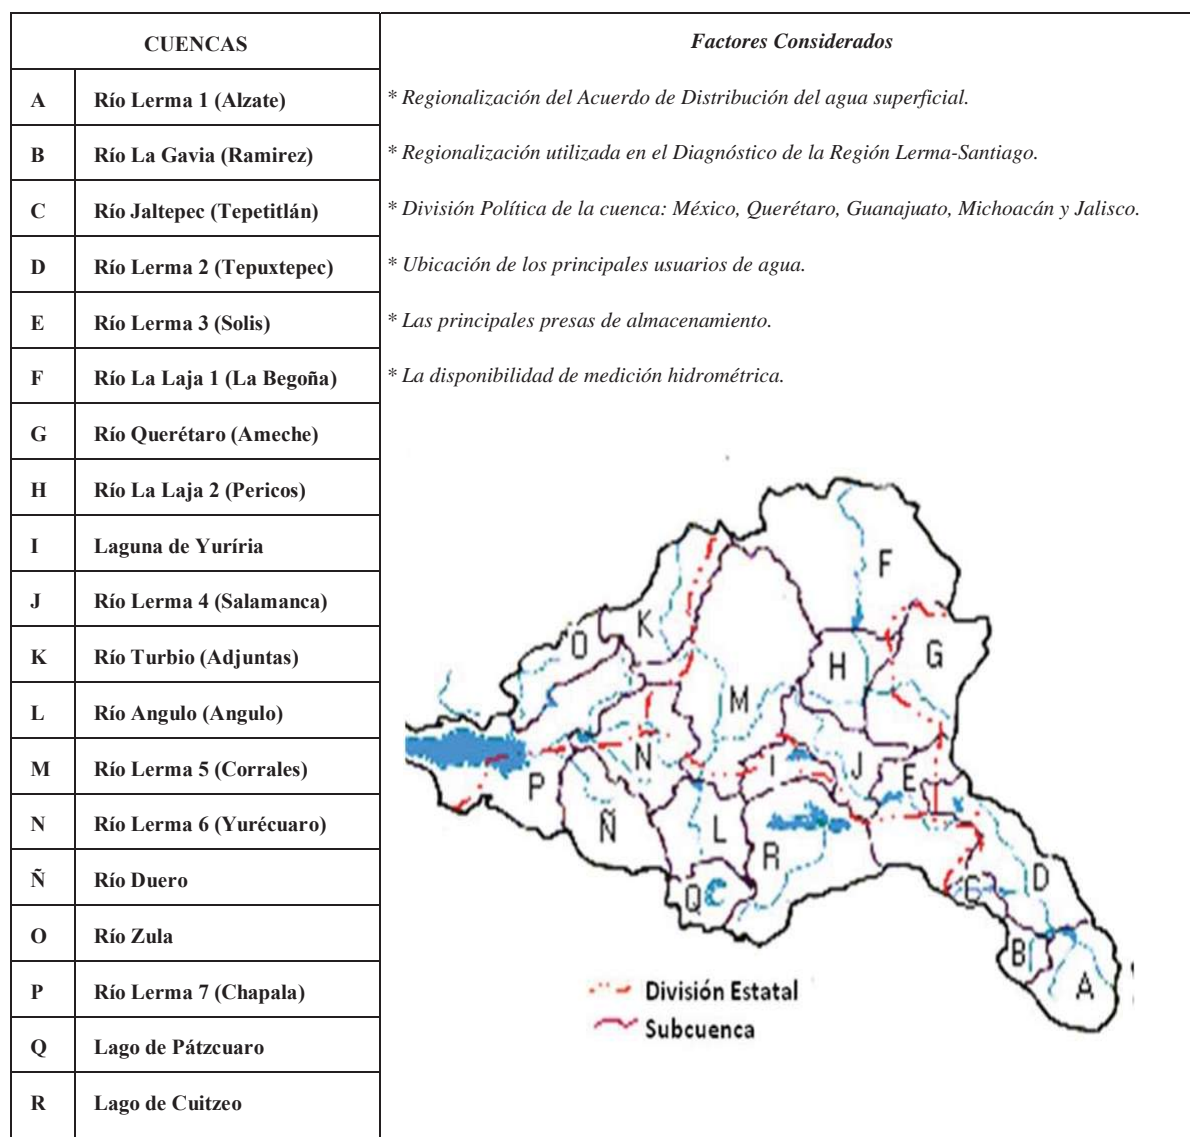 CUENCAS
Factores Considerados
A Río Lerma 1 (Alzate)
* Regionalización del Acuerdo de Distribución del agua superficial.
B Río La Gavia (Ramirez)
* Regionalización utilizada en el Diagnóstico de la Región Lerma-Santiago.
C Río Jaltepec (Tepetitlán)
* División Política de la cuenca: México, Querétaro, Guanajuato, Michoacán y Jalisco.
D Río Lerma 2 (Tepuxtepec)
* Ubicación de los principales usuarios de agua.
E Río Lerma 3 (Solis)
* Las principales presas de almacenamiento.
F Río La Laja 1 (La Begoña)
* La disponibilidad de medición hidrométrica.
G Río Querétaro (Ameche)
H Río La Laja 2 (Pericos)
I Laguna de Yuríria
J Río Lerma 4 (Salamanca)
K Río Turbio (Adjuntas)
L Río Angulo (Angulo)
M Río Lerma 5 (Corrales)
N Río Lerma 6 (Yurécuaro)
Ñ Río Duero
O Río Zula
P Río Lerma 7 (Chapala)
Q Lago de Pátzcuaro
R Lago de Cuitzeo
F
K
O
G
H
M
N
I
J
E
P
Ñ
L
R
D
C
Q
B
A
División Estatal
Subcuenca